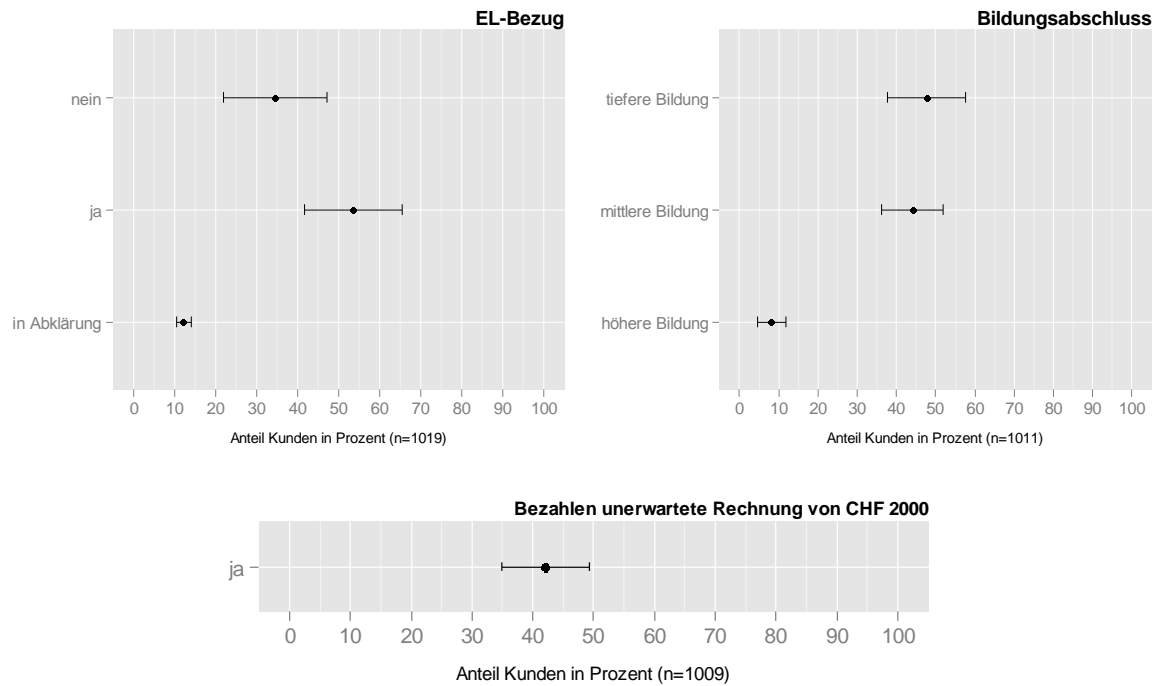 EL-Bezug
nein
ja
in Abklärung
0 10 20 30 40 50 60 70 80 90 100
Anteil Kunden in Prozent (n=1019)
Bildungsabschluss
tiefere Bildung
mittlere Bildung
höhere Bildung
0 10 20 30 40 50 60 70 80 90 100
Anteil Kunden in Prozent (n=1011)
Bezahlen unerwartete Rechnung von CHF 2000
ja
0 10 20 30 40 50 60 70 80 90 100
Anteil Kunden in Prozent (n=1009)